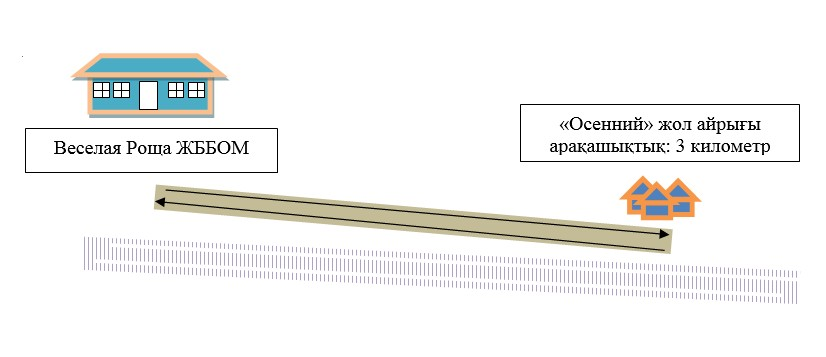 Веселая Роща ЖББОМ
«Осенний» жол айрығы
арақашықтық: 3 километр